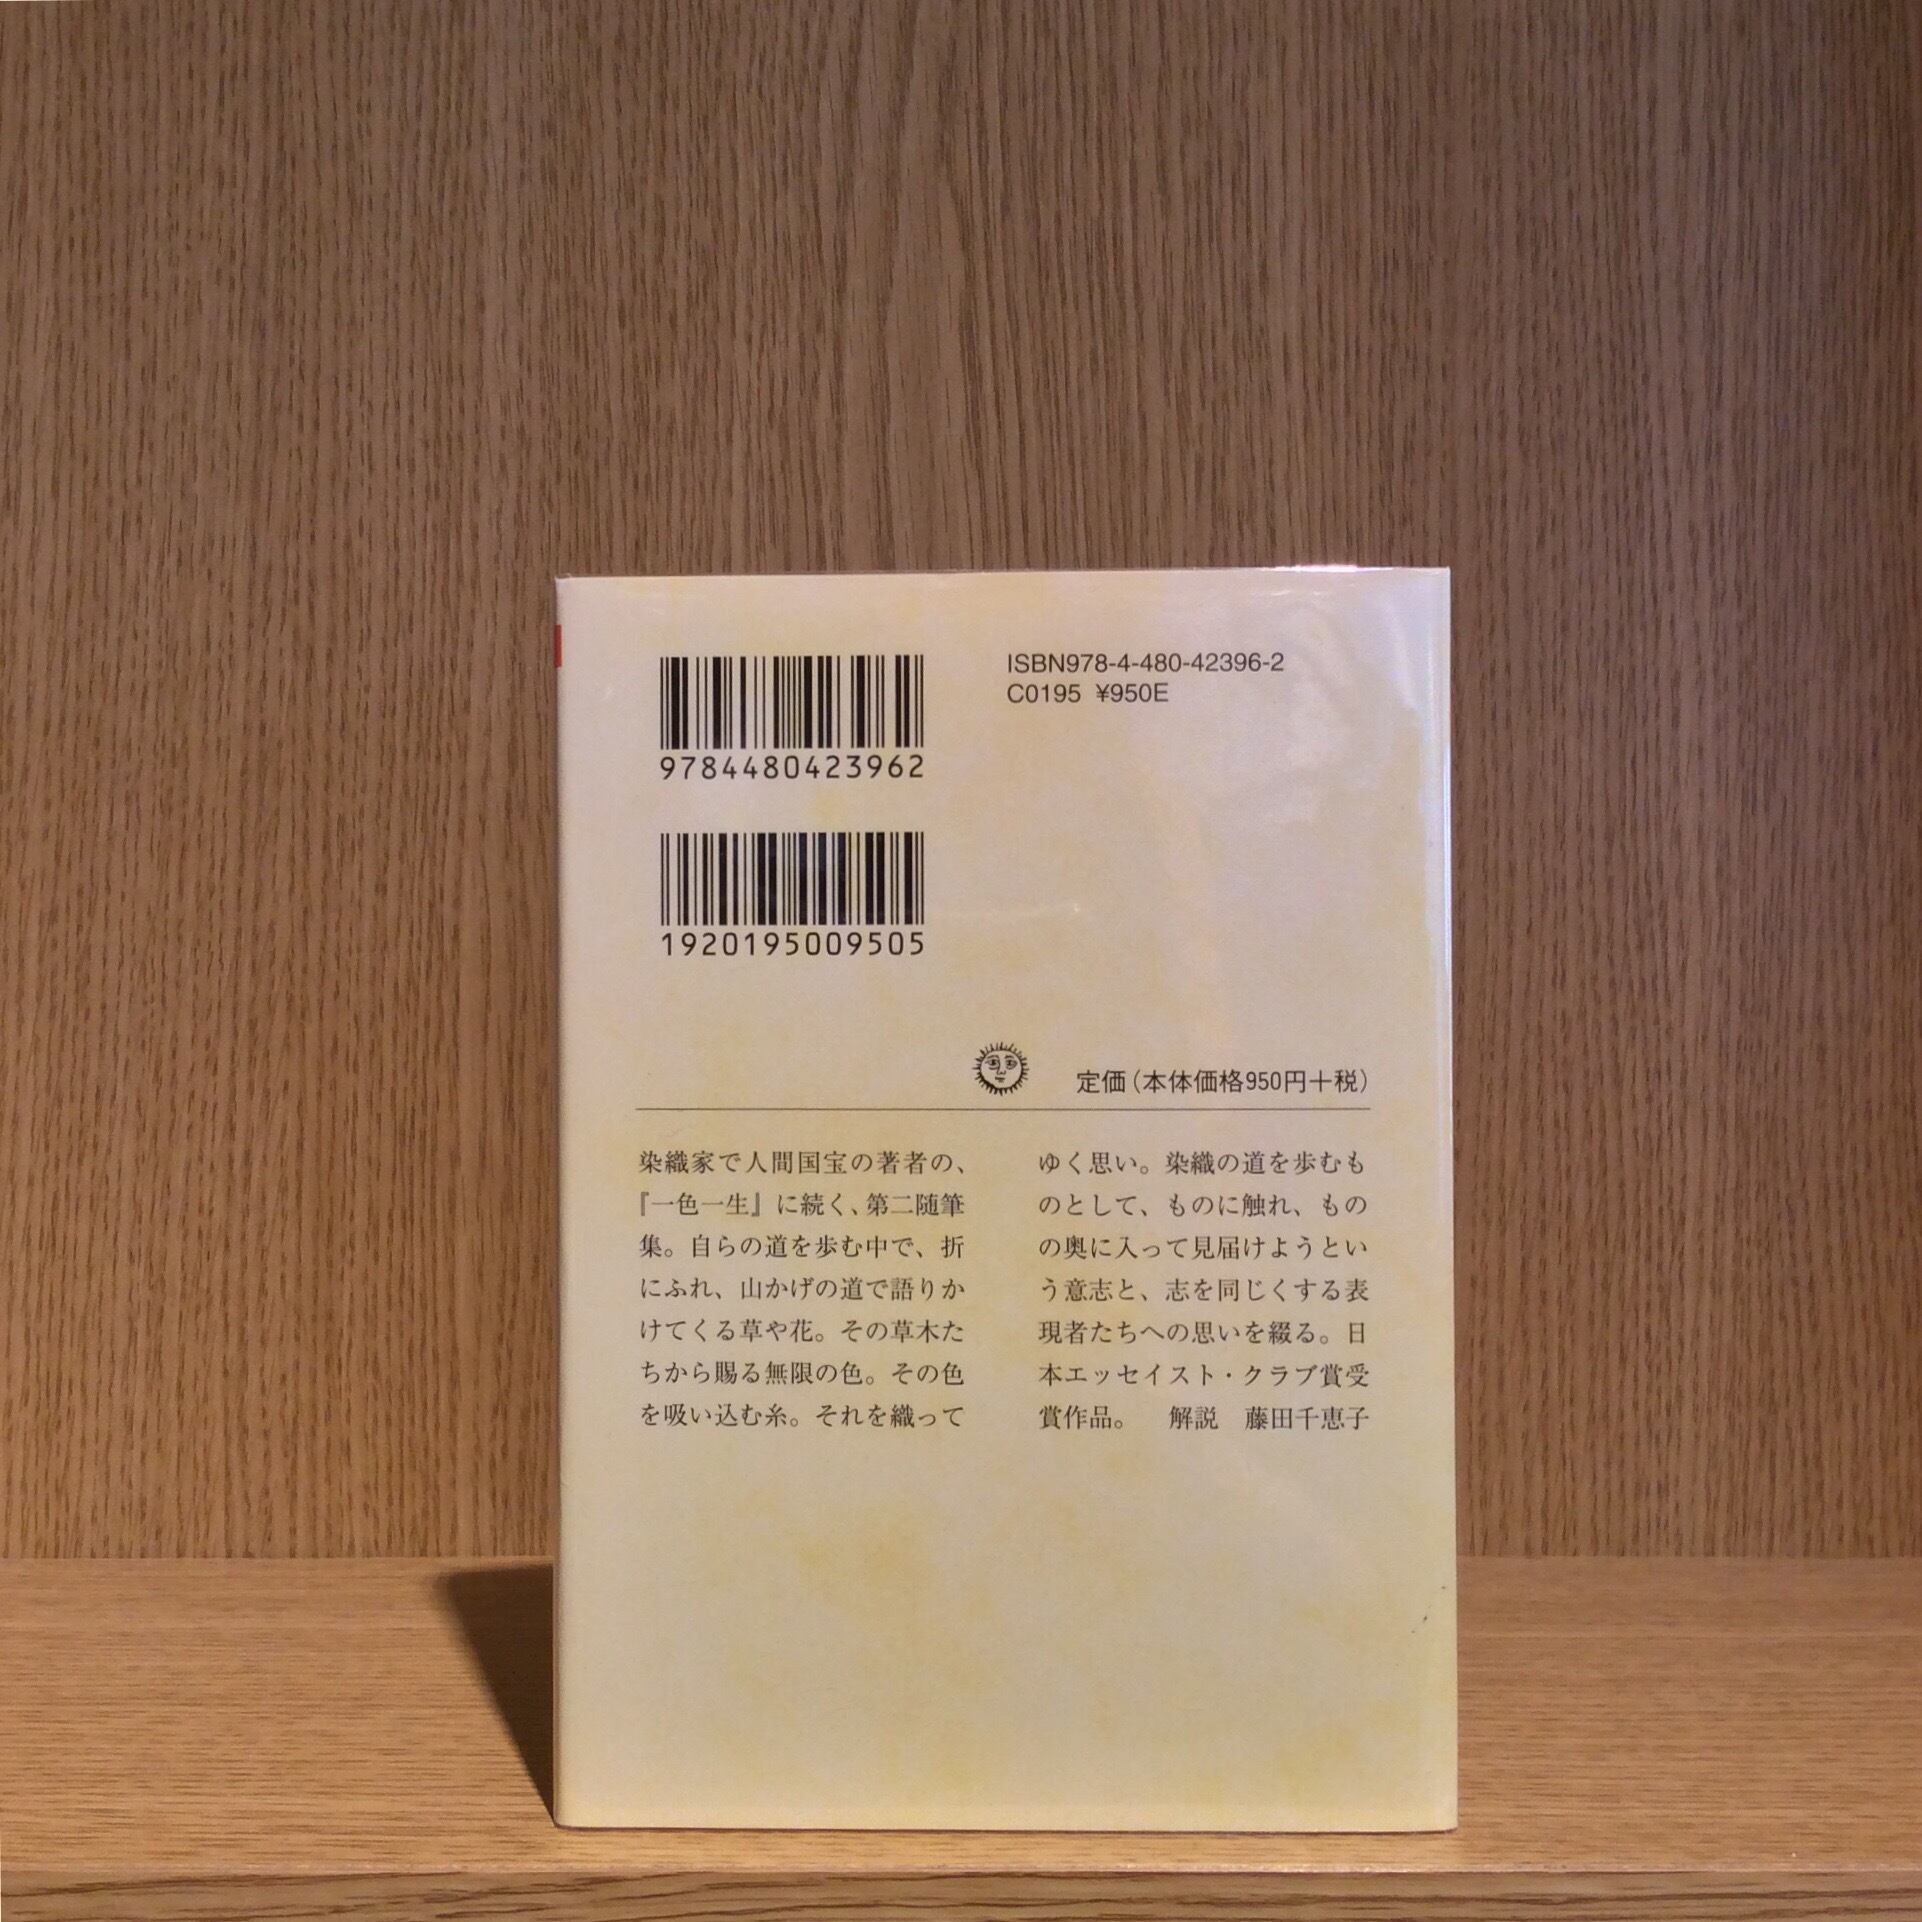 9784480423962
1920195009505
ISBN978-4-480-42396-2
C0195 ¥950E
定価(本体価格950円+税)
染織家で人間国宝の著者の、
『一色一生』に続く、第二随筆
集。自らの道を歩む中で、折
にふれ、山かげの道で語りか
けてくる草や花。その草木た
ちから賜る無限の色。その色
を吸い込む糸。それを織って
ゆく思い。染織の道を歩むも
のとして、ものに触れ、もの
の奥に入って見届けようとい
う意志と、志を同じくする表
現者たちへの思いを綴る。日
本エッセイスト・クラブ賞受
賞作品。　解説　藤田千恵子